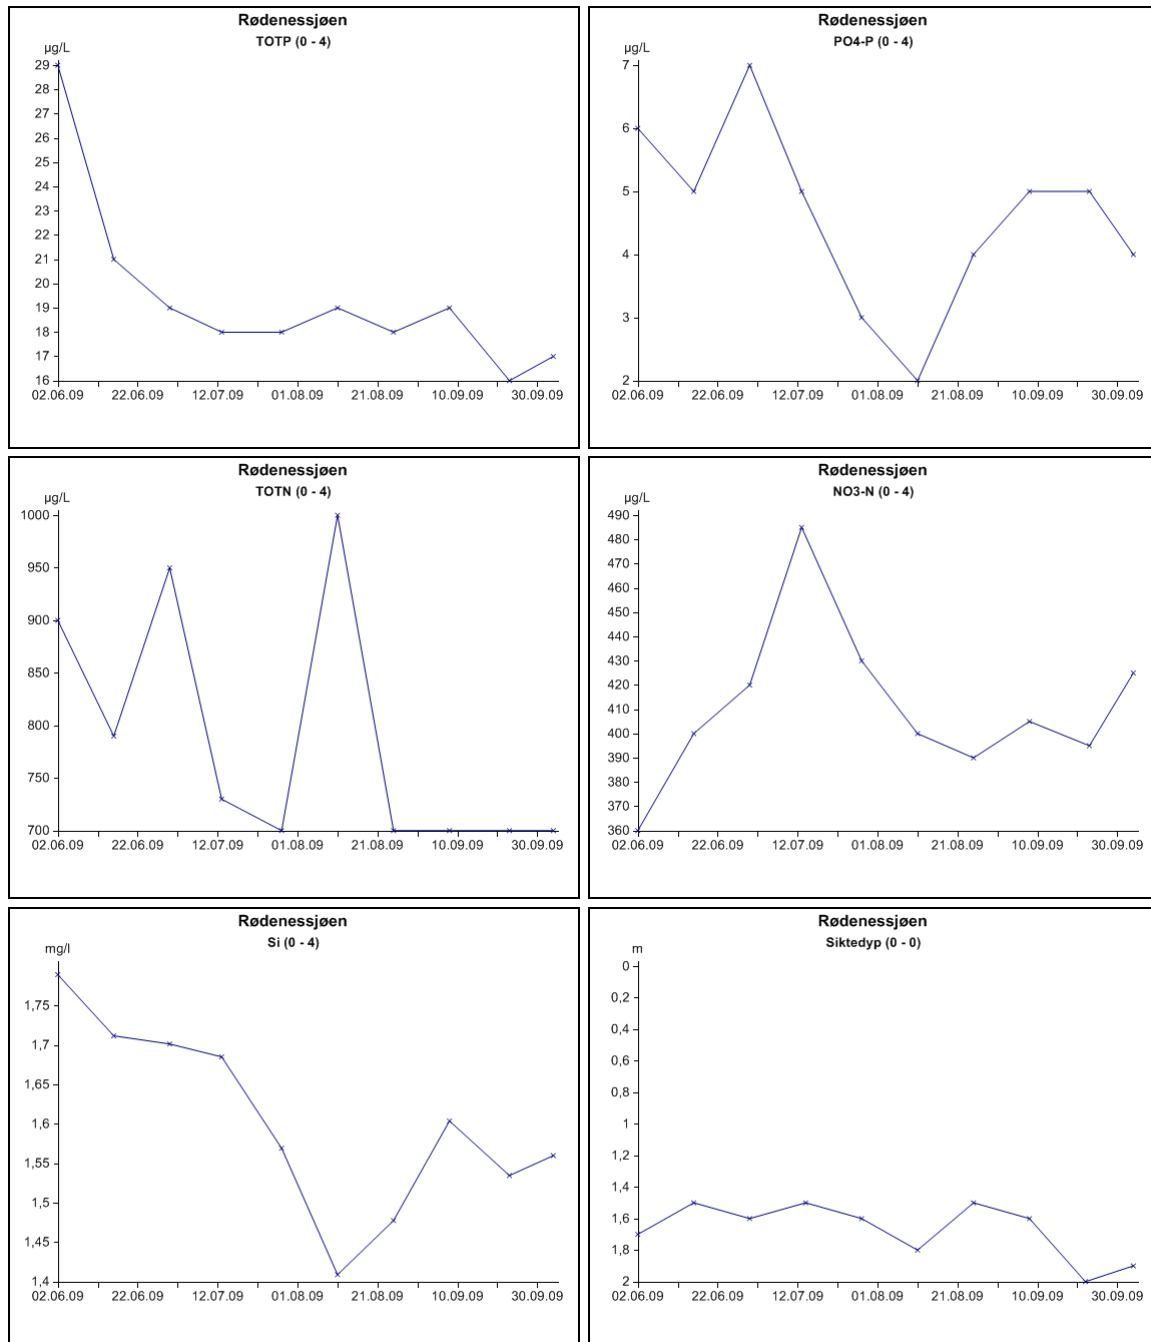 Rødenessjøen
TOTP (0 - 4)
µg/L
29
28
27
26
25
24
23
22
21
20
19
18
17
16
02.06.09 22.06.09 12.07.09 01.08.09 21.08.09 10.09.09 30.09.09
Rødenessjøen
PO4-P (0 - 4)
µg/L
7
6
5
4
3
2
02.06.09 22.06.09 12.07.09 01.08.09 21.08.09 10.09.09 30.09.09
Rødenessjøen
TOTN (0 - 4)
µg/L
1000
950
900
850
800
750
700
02.06.09 22.06.09 12.07.09 01.08.09 21.08.09 10.09.09 30.09.09
Rødenessjøen
NO3-N (0 - 4)
µg/L
490
480
470
460
450
440
430
420
410
400
390
380
370
360
02.06.09 22.06.09 12.07.09 01.08.09 21.08.09 10.09.09 30.09.09
Rødenessjøen
Si (0 - 4)
mg/l
1,75
1,7
1,65
1,6
1,55
1,5
1,45
1,4
02.06.09 22.06.09 12.07.09 01.08.09 21.08.09 10.09.09 30.09.09
Rødenessjøen
Siktedyp (0 - 0)
m
0
0,2
0,4
0,6
0,8
1
1,2
1,4
1,6
1,8
2
02.06.09 22.06.09 12.07.09 01.08.09 21.08.09 10.09.09 30.09.09